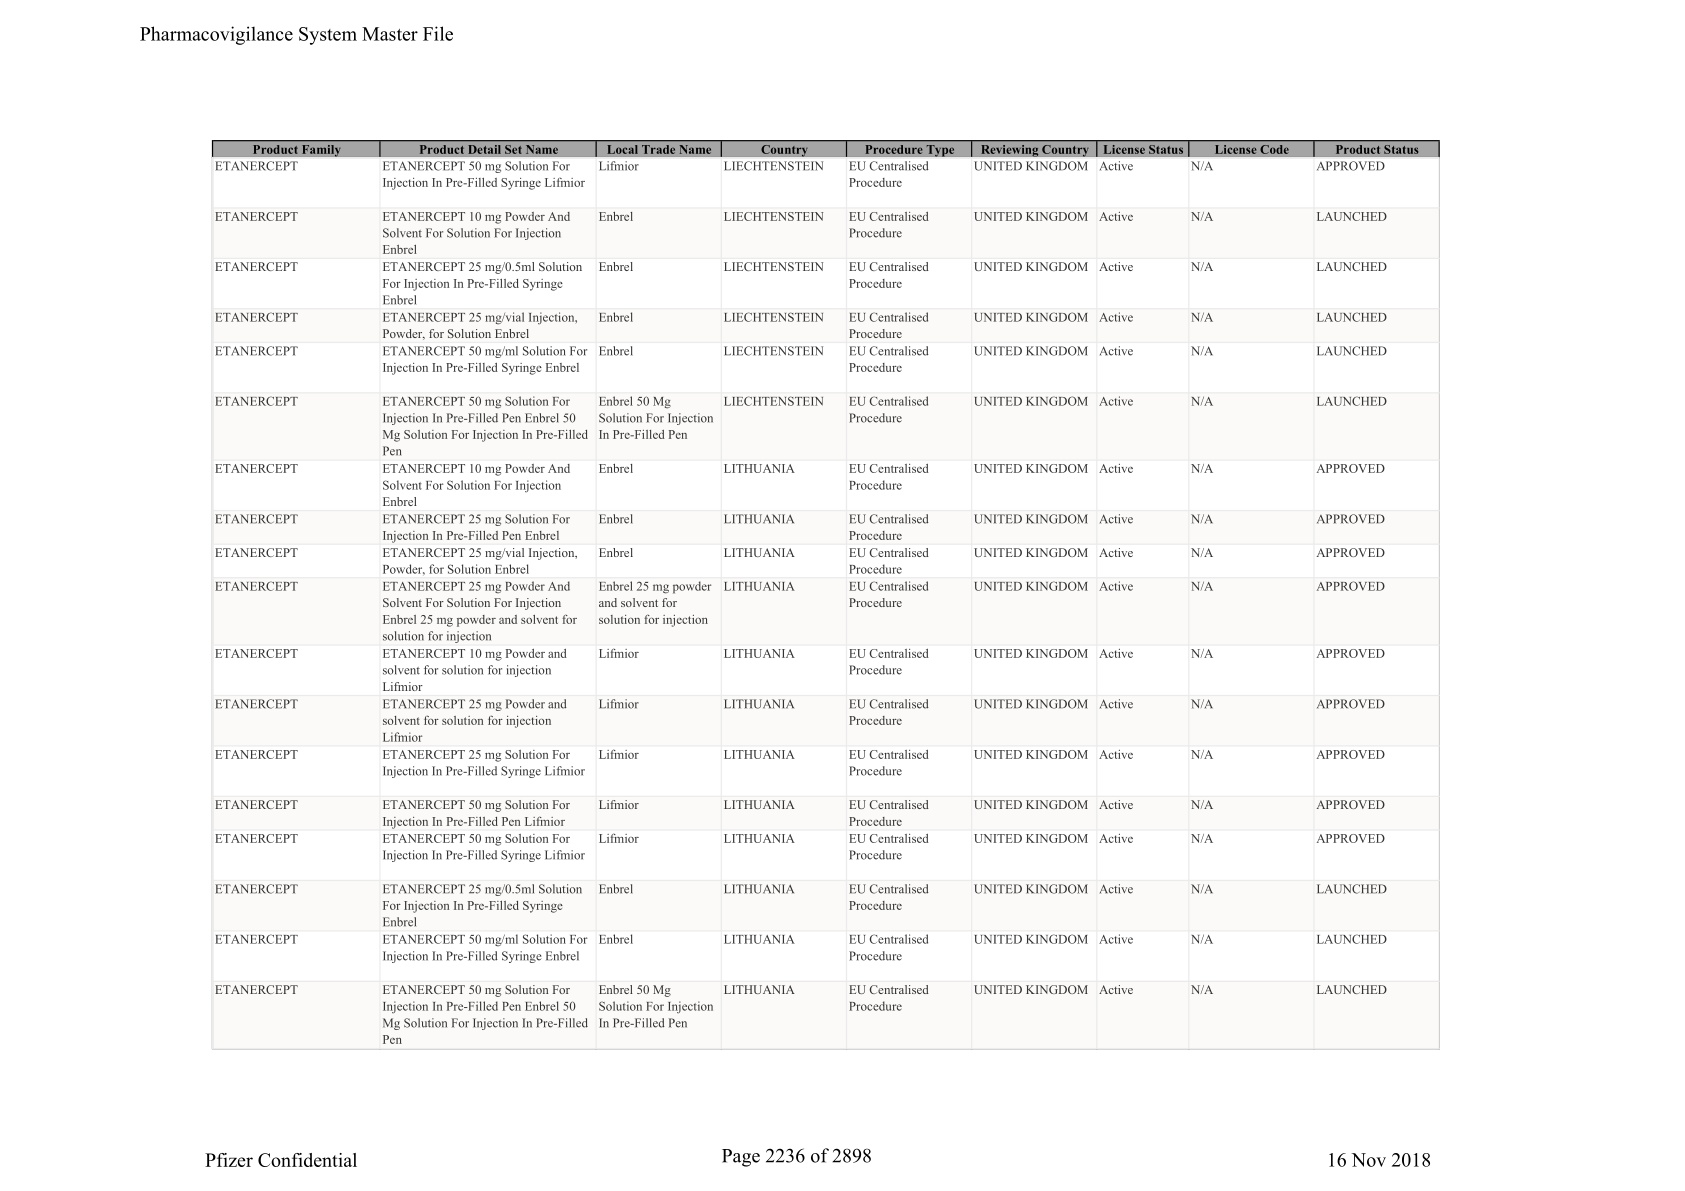 Pharmacovigilance System Master File
Product Family Product Detail Set Name Local Trade Name Country Procedure Type Reviewing Country License Status License Code Product Status
ETANERCEPT ETANERCEPT 50 mg Solution For Lifmior LIECHTENSTEIN EU Centralised UNITED KINGDOM Active N/A APPROVED
Injection In Pre-Filled Syringe Lifmior Procedure
ETANERCEPT ETANERCEPT 10 mg Powder And Enbrel LIECHTENSTEIN EU Centralised UNITED KINGDOM Active N/A LAUNCHED
Solvent For Solution For Injection Procedure
Enbrel
ETANERCEPT ETANERCEPT 25 mg/0.5ml Solution Enbrel LIECHTENSTEIN EU Centralised UNITED KINGDOM Active N/A LAUNCHED
For Injection In Pre-Filled Syringe Procedure
Enbrel
ETANERCEPT ETANERCEPT 25 mg/vial Injection, Enbrel LIECHTENSTEIN EU Centralised UNITED KINGDOM Active N/A LAUNCHED
Powder, for Solution Enbrel Procedure
ETANERCEPT ETANERCEPT 50 mg/ml Solution For Enbrel LIECHTENSTEIN EU Centralised UNITED KINGDOM Active N/A LAUNCHED
Injection In Pre-Filled Syringe Enbrel Procedure
ETANERCEPT ETANERCEPT 50 mg Solution For Enbrel 50 Mg LIECHTENSTEIN EU Centralised UNITED KINGDOM Active N/A LAUNCHED
Injection In Pre-Filled Pen Enbrel 50 Solution For Injection Procedure
Mg Solution For Injection In Pre-Filled In Pre-Filled Pen
Pen
ETANERCEPT ETANERCEPT 10 mg Powder And Enbrel LITHUANIA EU Centralised UNITED KINGDOM Active N/A APPROVED
Solvent For Solution For Injection Procedure
Enbrel
ETANERCEPT ETANERCEPT 25 mg Solution For Enbrel LITHUANIA EU Centralised UNITED KINGDOM Active N/A APPROVED
Injection In Pre-Filled Pen Enbrel Procedure
ETANERCEPT ETANERCEPT 25 mg/vial Injection, Enbrel LITHUANIA EU Centralised UNITED KINGDOM Active N/A APPROVED
Powder, for Solution Enbrel Procedure
ETANERCEPT ETANERCEPT 25 mg Powder And Enbrel 25 mg powder LITHUANIA EU Centralised UNITED KINGDOM Active N/A APPROVED
Solvent For Solution For Injection and solvent for Procedure
Enbrel 25 mg powder and solvent for solution for injection
solution for injection
ETANERCEPT ETANERCEPT 10 mg Powder and Lifmior LITHUANIA EU Centralised UNITED KINGDOM Active N/A APPROVED
solvent for solution for injection Procedure
Lifmior
ETANERCEPT ETANERCEPT 25 mg Powder and Lifmior LITHUANIA EU Centralised UNITED KINGDOM Active N/A APPROVED
solvent for solution for injection Procedure
Lifmior
ETANERCEPT ETANERCEPT 25 mg Solution For Lifmior LITHUANIA EU Centralised UNITED KINGDOM Active N/A APPROVED
Injection In Pre-Filled Syringe Lifmior Procedure
ETANERCEPT ETANERCEPT 50 mg Solution For Lifmior LITHUANIA EU Centralised UNITED KINGDOM Active N/A APPROVED
Injection In Pre-Filled Pen Lifmior Procedure
ETANERCEPT ETANERCEPT 50 mg Solution For Lifmior LITHUANIA EU Centralised UNITED KINGDOM Active N/A APPROVED
Injection In Pre-Filled Syringe Lifmior Procedure
ETANERCEPT ETANERCEPT 25 mg/0.5ml Solution Enbrel LITHUANIA EU Centralised UNITED KINGDOM Active N/A LAUNCHED
For Injection In Pre-Filled Syringe Procedure
Enbrel
ETANERCEPT ETANERCEPT 50 mg/ml Solution For Enbrel LITHUANIA EU Centralised UNITED KINGDOM Active N/A LAUNCHED
Injection In Pre-Filled Syringe Enbrel Procedure
ETANERCEPT ETANERCEPT 50 mg Solution For Enbrel 50 Mg LITHUANIA EU Centralised UNITED KINGDOM Active N/A LAUNCHED
Injection In Pre-Filled Pen Enbrel 50 Solution For Injection Procedure
Mg Solution For Injection In Pre-Filled In Pre-Filled Pen
Pen
Pfizer Confidential Page 2236 of 2898 16 Nov 2018